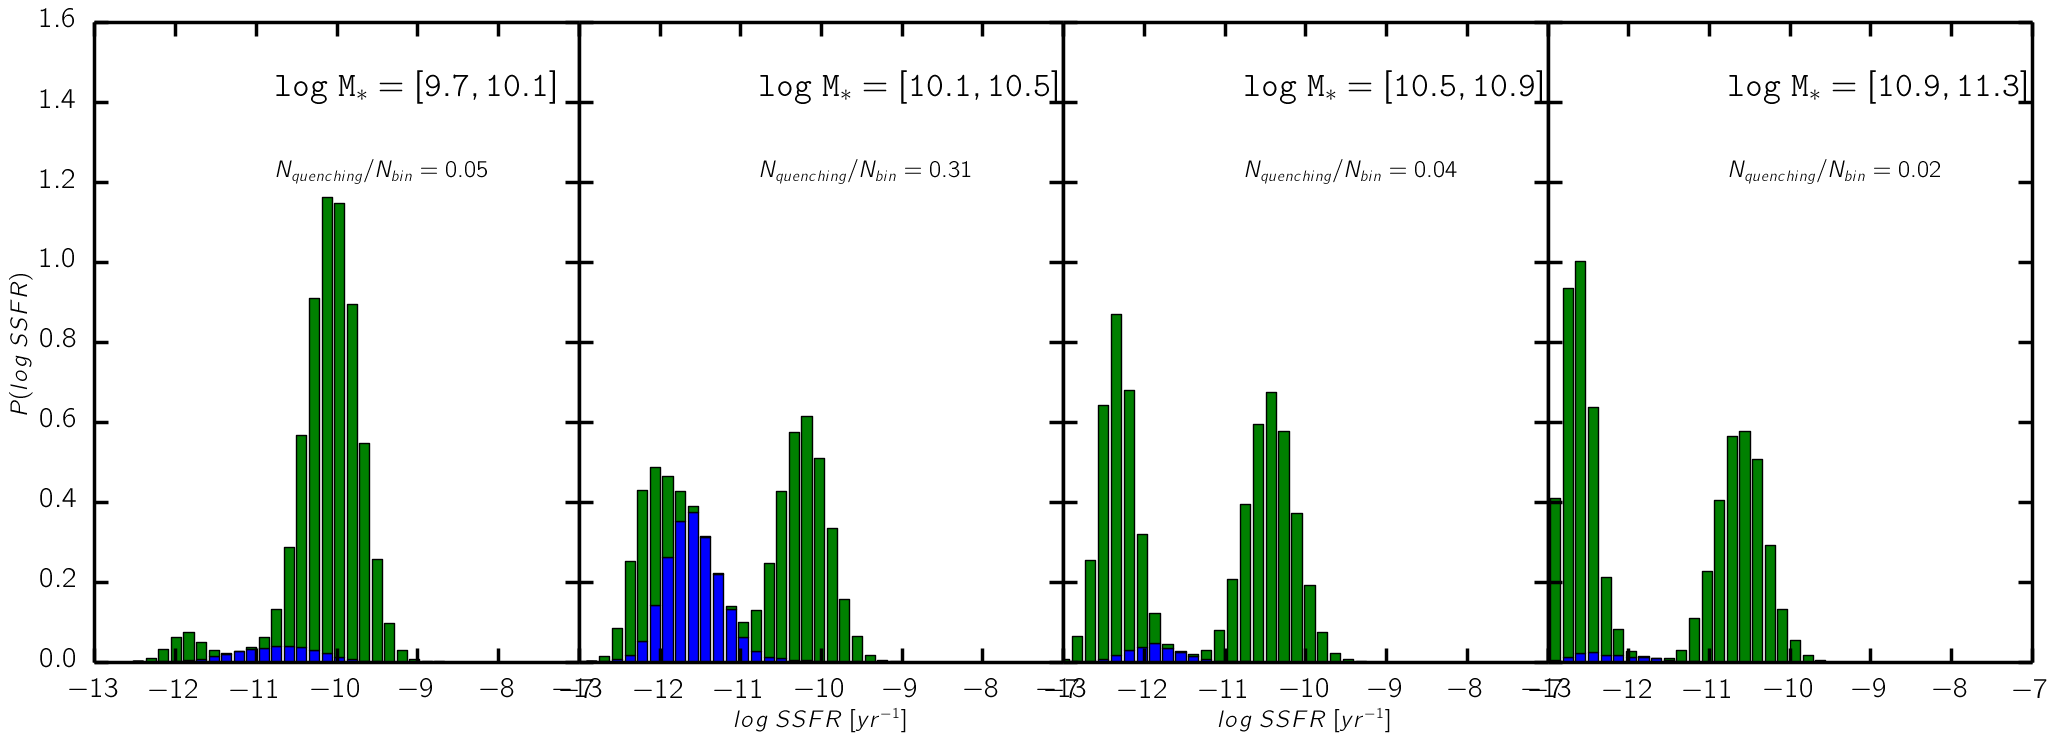 log M∗ = [9.7, 10.1]
log M∗ = [10.1, 10.5]
log M∗ = [10.5, 10.9]
log M∗ = [10.9, 11.3]
N_quenching/N_bin = 0.05
N_quenching/N_bin = 0.31
N_quenching/N_bin = 0.04
N_quenching/N_bin = 0.02
P(log SSFR)
1.6
1.4
1.2
1.0
0.8
0.6
0.4
0.2
0.0
−13 −12 −11 −10 −9 −8 −7
−13 −12 −11 −10 −9 −8 −7
−13 −12 −11 −10 −9 −8 −7
−13 −12 −11 −10 −9 −8 −7
log SSFR [yr⁻¹]
log SSFR [yr⁻¹]